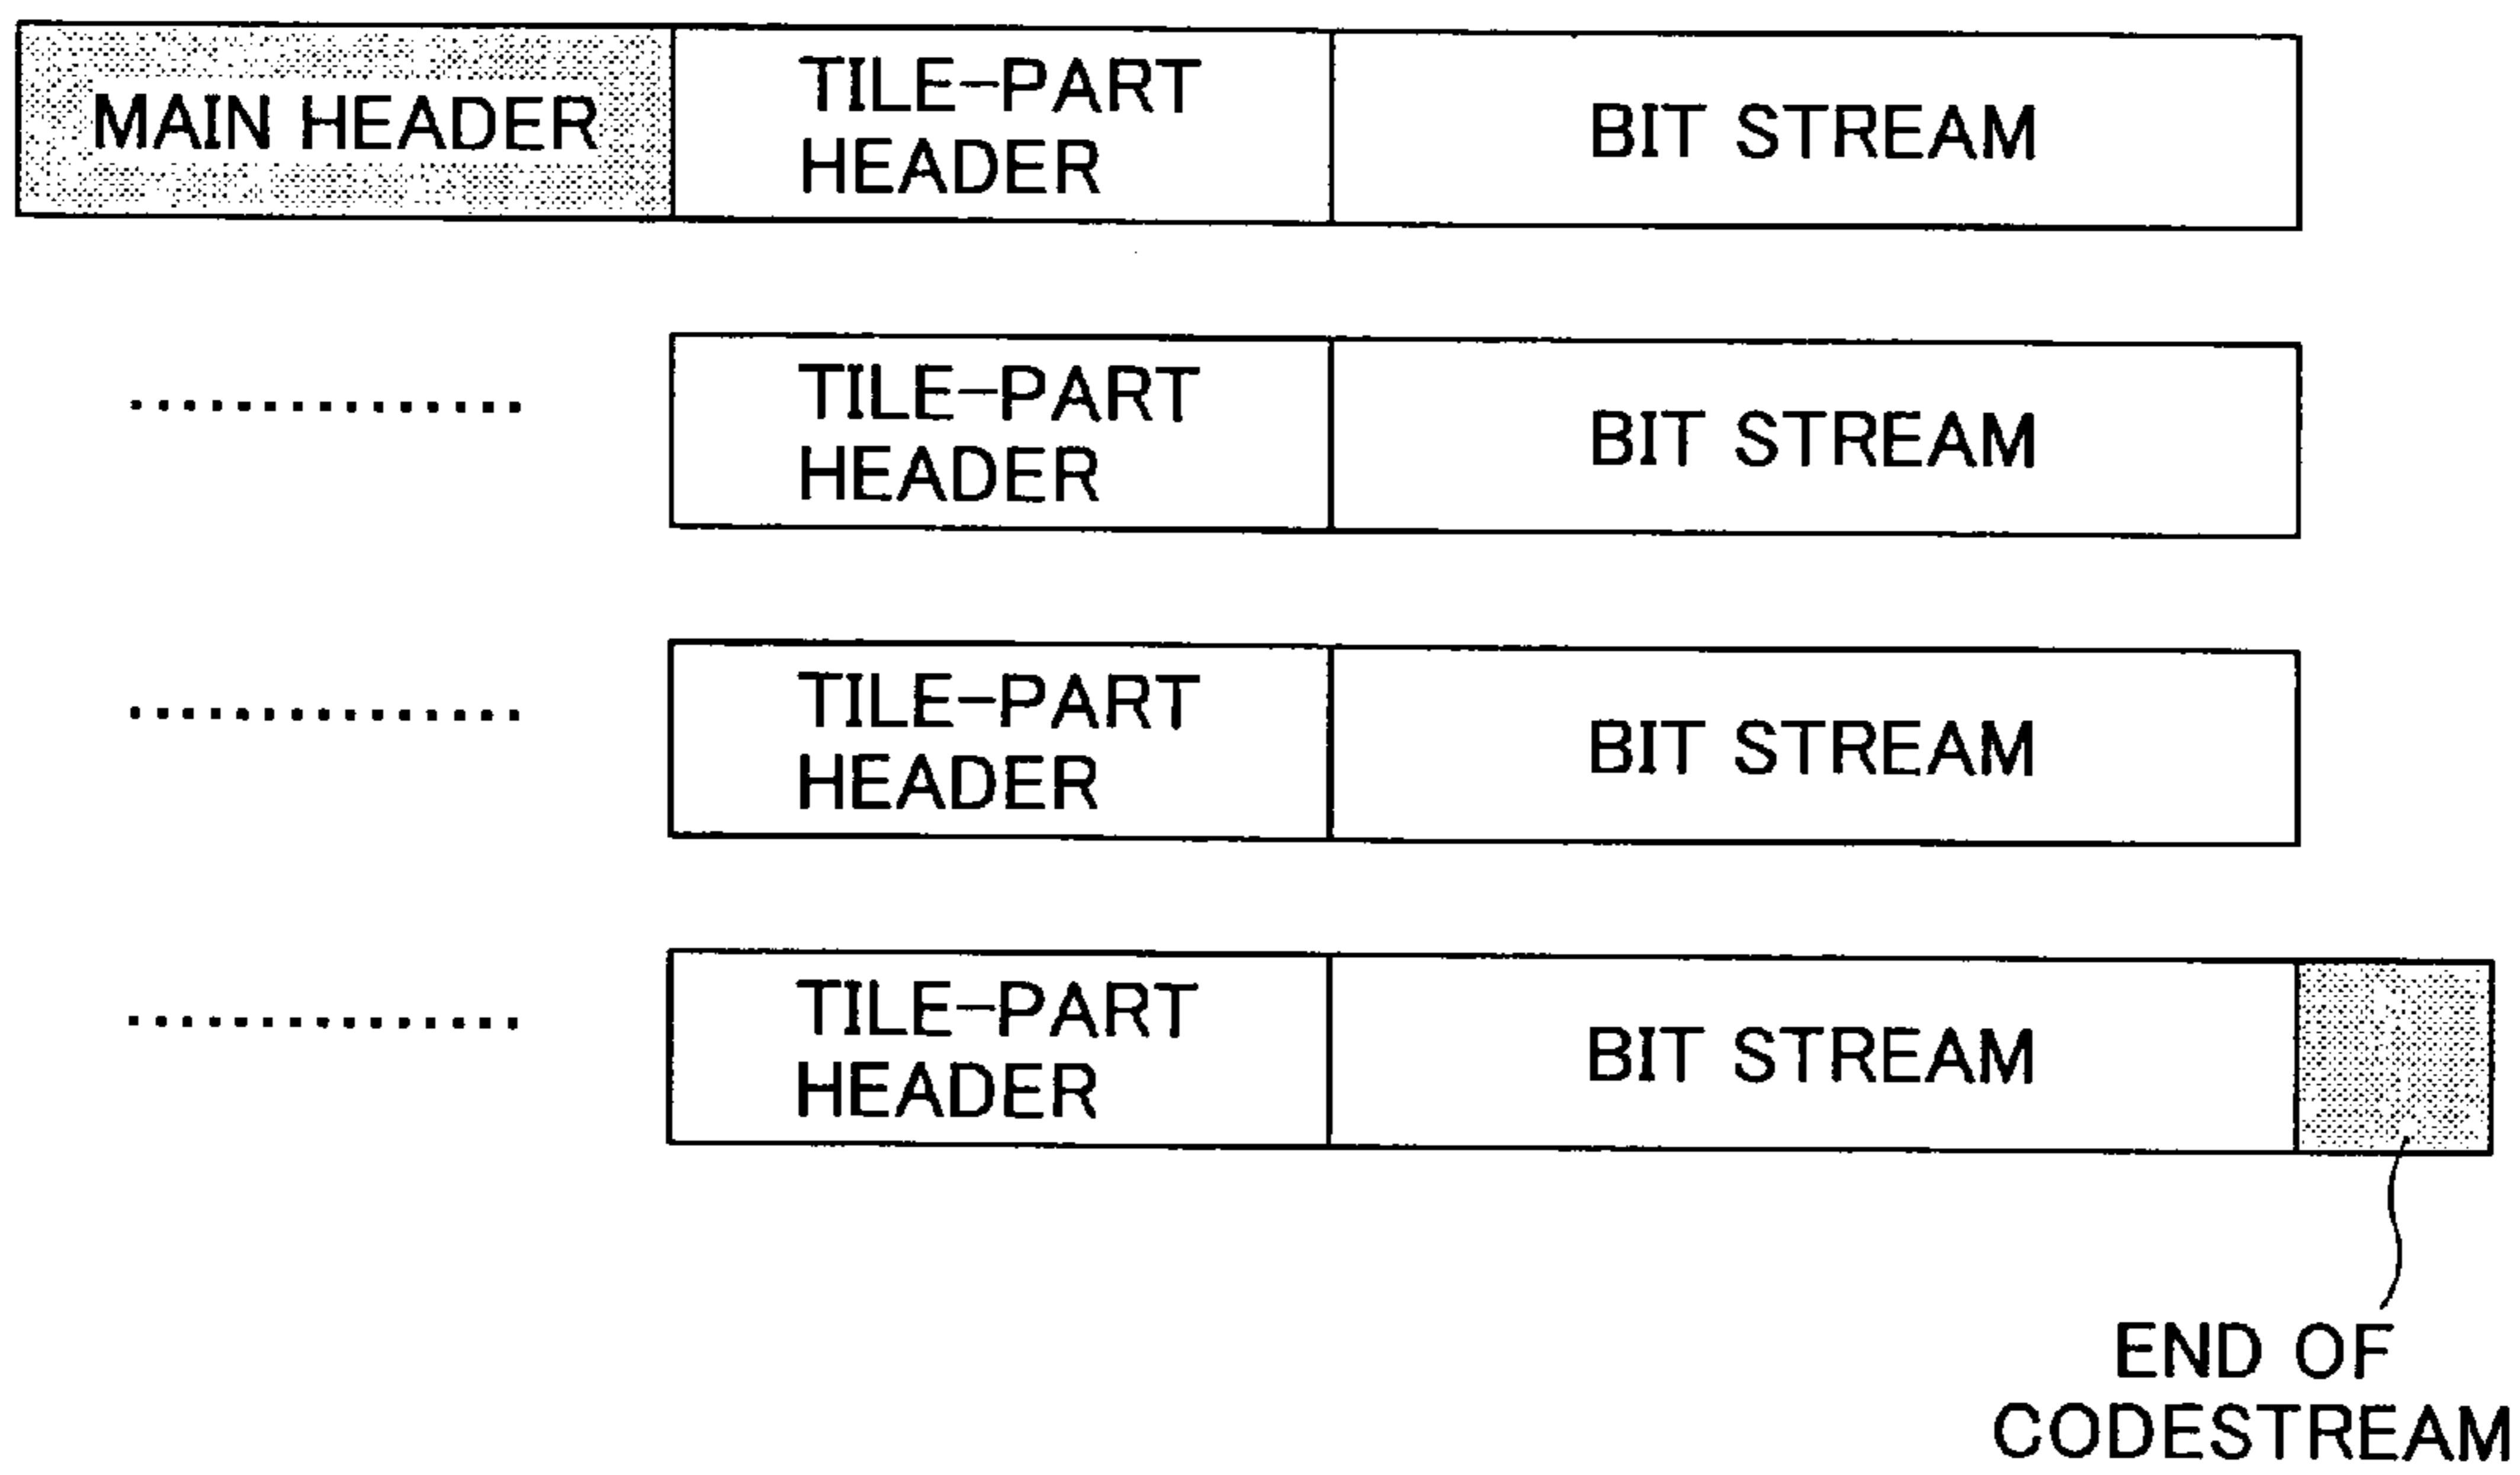 MAIN HEADER
TILE-PART
HEADER
BIT STREAM
TILE-PART
HEADER
BIT STREAM
TILE-PART
HEADER
BIT STREAM
TILE-PART
HEADER
BIT STREAM
END OF
CODESTREAM